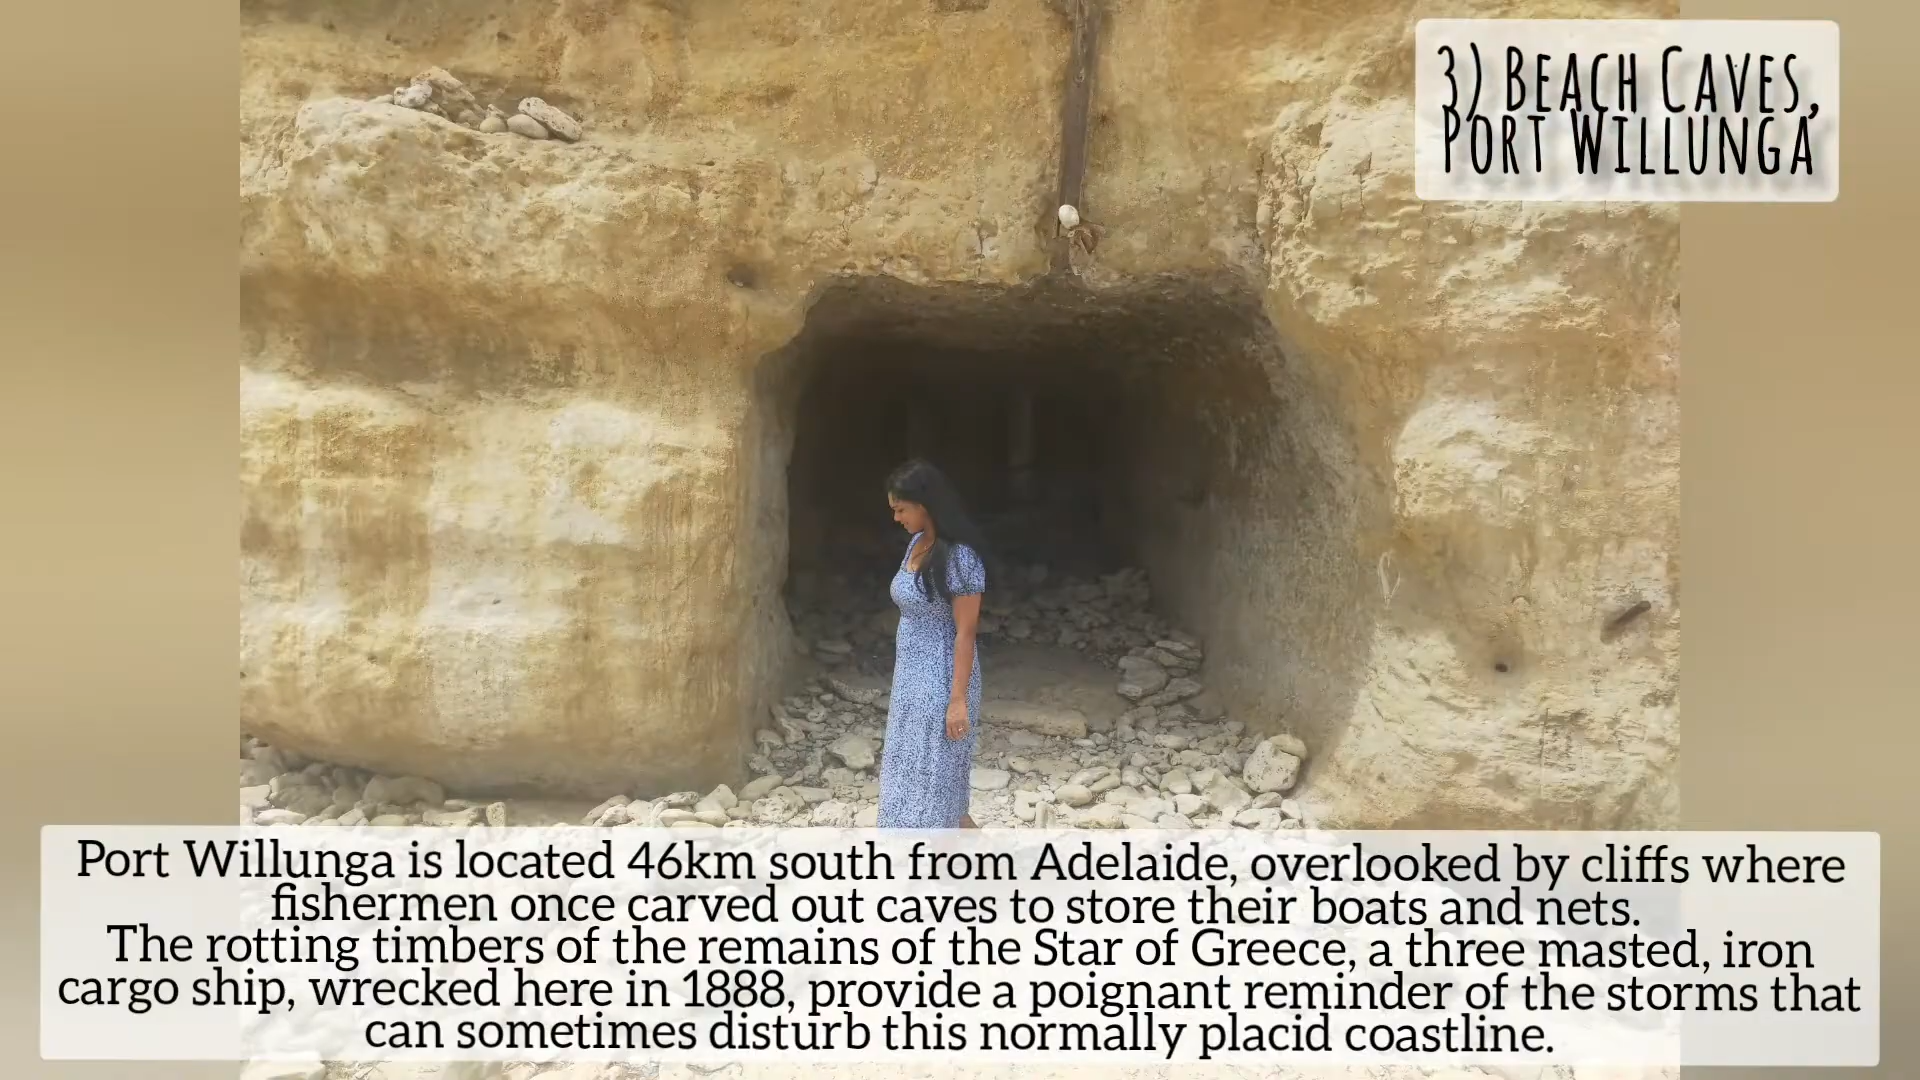 3) Beach Caves,
Port Willunga
Port Willunga is located 46km south from Adelaide, overlooked by cliffs where
fishermen once carved out caves to store their boats and nets.
The rotting timbers of the remains of the Star of Greece, a three masted, iron
cargo ship, wrecked here in 1888, provide a poignant reminder of the storms that
can sometimes disturb this normally placid coastline.